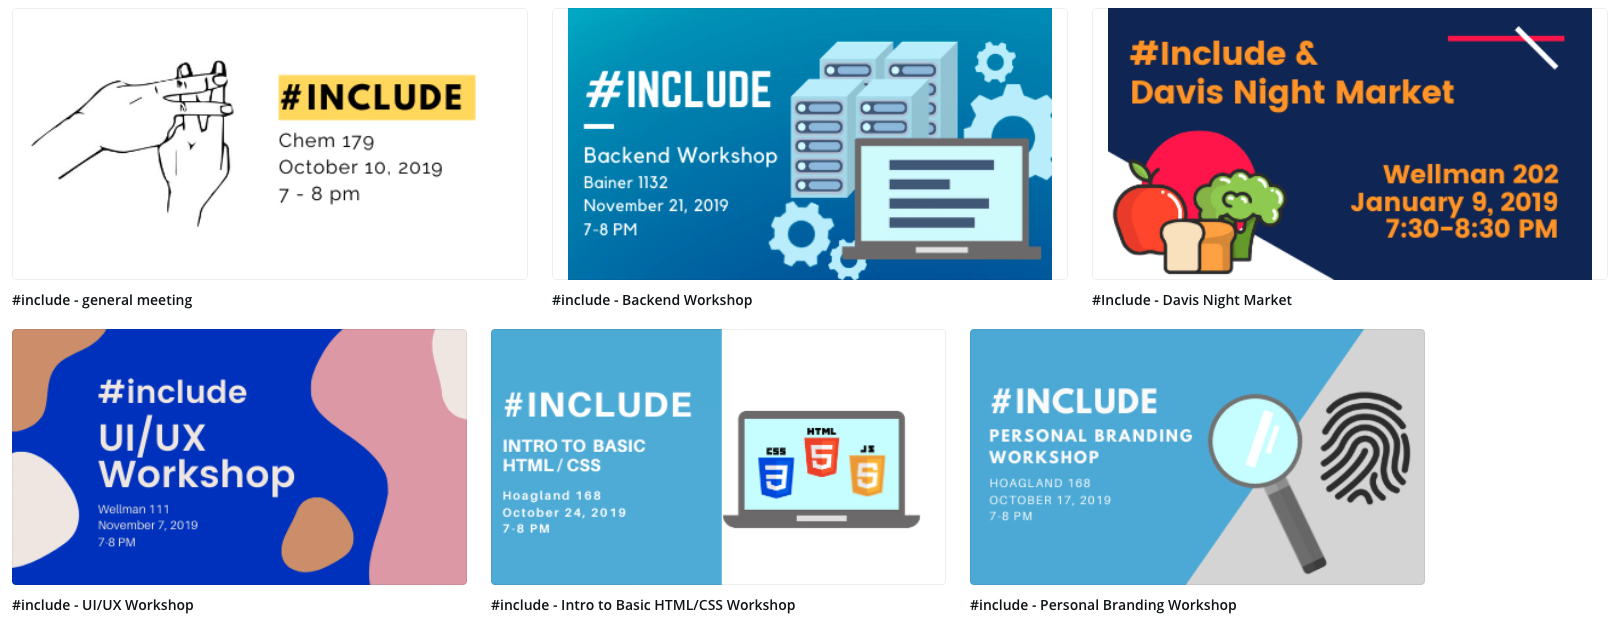 #INCLUDE
Chem 179
October 10, 2019
7 - 8 pm
#include - general meeting
#INCLUDE
Backend Workshop
Bainer 1132
November 21, 2019
7-8 PM
#include - Backend Workshop
#Include &
Davis Night Market
Wellman 202
January 9, 2019
7:30-8:30 PM
#Include - Davis Night Market
#include
UI/UX
Workshop
Wellman 111
November 7, 2019
7-8 PM
#include - UI/UX Workshop
#INCLUDE
INTRO TO BASIC
HTML / CSS
Hoagland 168
October 24, 2019
7-8 PM
CSS
3
HTML
5
JS
5
#include - Intro to Basic HTML/CSS Workshop
#INCLUDE
PERSONAL BRANDING
WORKSHOP
HOAGLAND 168
OCTOBER 17, 2019
7-8 PM
#include - Personal Branding Workshop